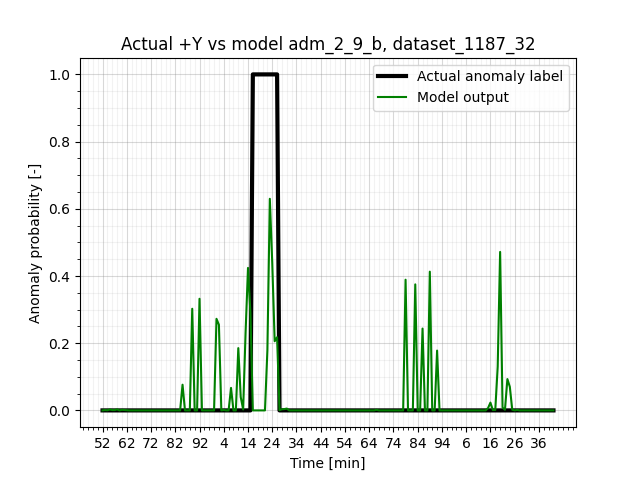 Actual +Y vs model adm_2_9_b, dataset_1187_32
Actual anomaly label
Model output
Anomaly probability [-]
1.0
0.8
0.6
0.4
0.2
0.0
52 62 72 82 92 4 14 24 34 44 54 64 74 84 94 6 16 26 36
Time [min]